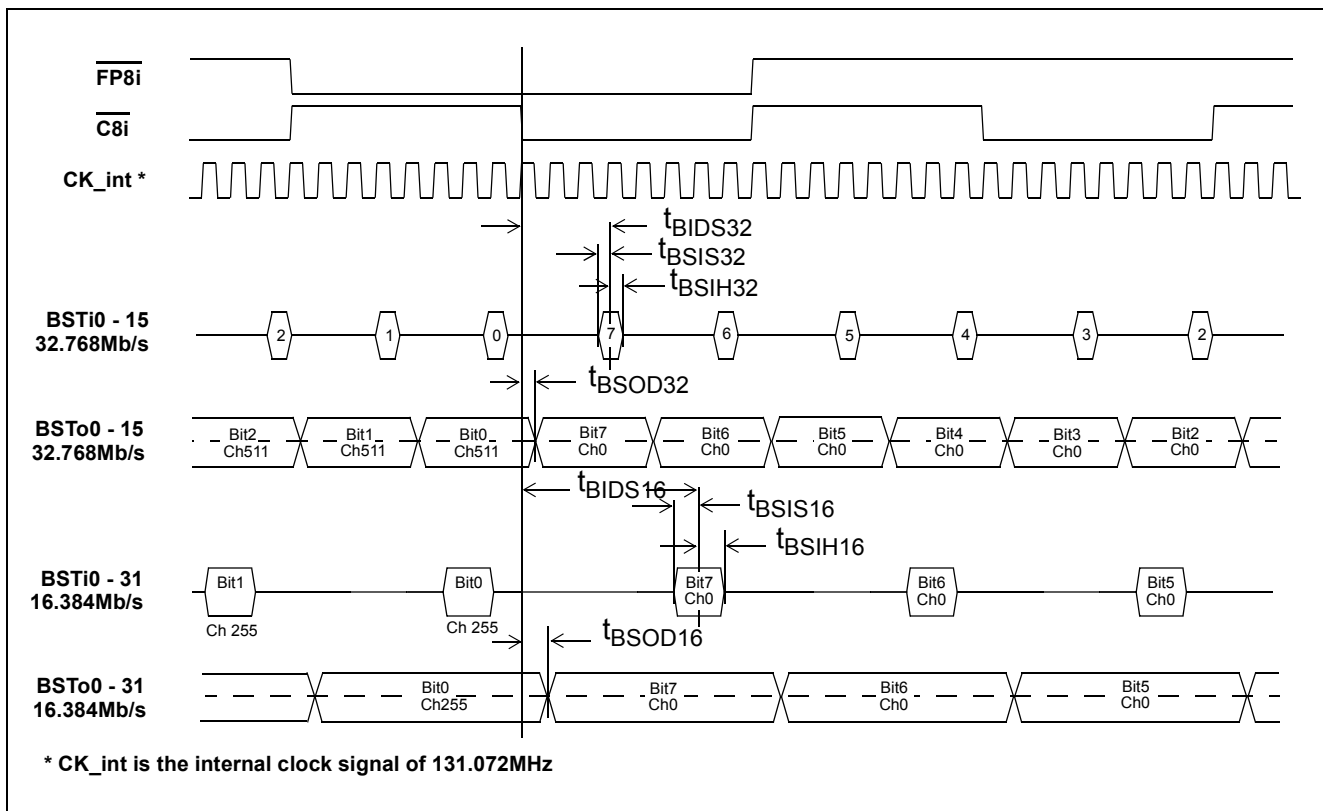 FP8i
C8i
CK_int *
tBIDS32
tBSIS32
tBSIH32
BSTi0 - 15
32.768Mb/s
2 1 0 7 6 5 4 3 2
tBSOD32
BSTo0 - 15
32.768Mb/s
Bit2 Bit1 Bit0 Bit7 Bit6 Bit5 Bit4 Bit3 Bit2
Ch511 Ch511 Ch511 Ch0 Ch0 Ch0 Ch0 Ch0 Ch0
tBIDS16
tBSIS16
tBSIH16
BSTi0 - 31
16.384Mb/s
Bit1 Bit0 Bit7 Bit6 Bit5
Ch0 Ch0 Ch0
Ch 255 Ch 255
tBSOD16
BSTo0 - 31
16.384Mb/s
Bit0 Bit7 Bit6 Bit5
Ch255 Ch0 Ch0 Ch0
* CK_int is the internal clock signal of 131.072MHz